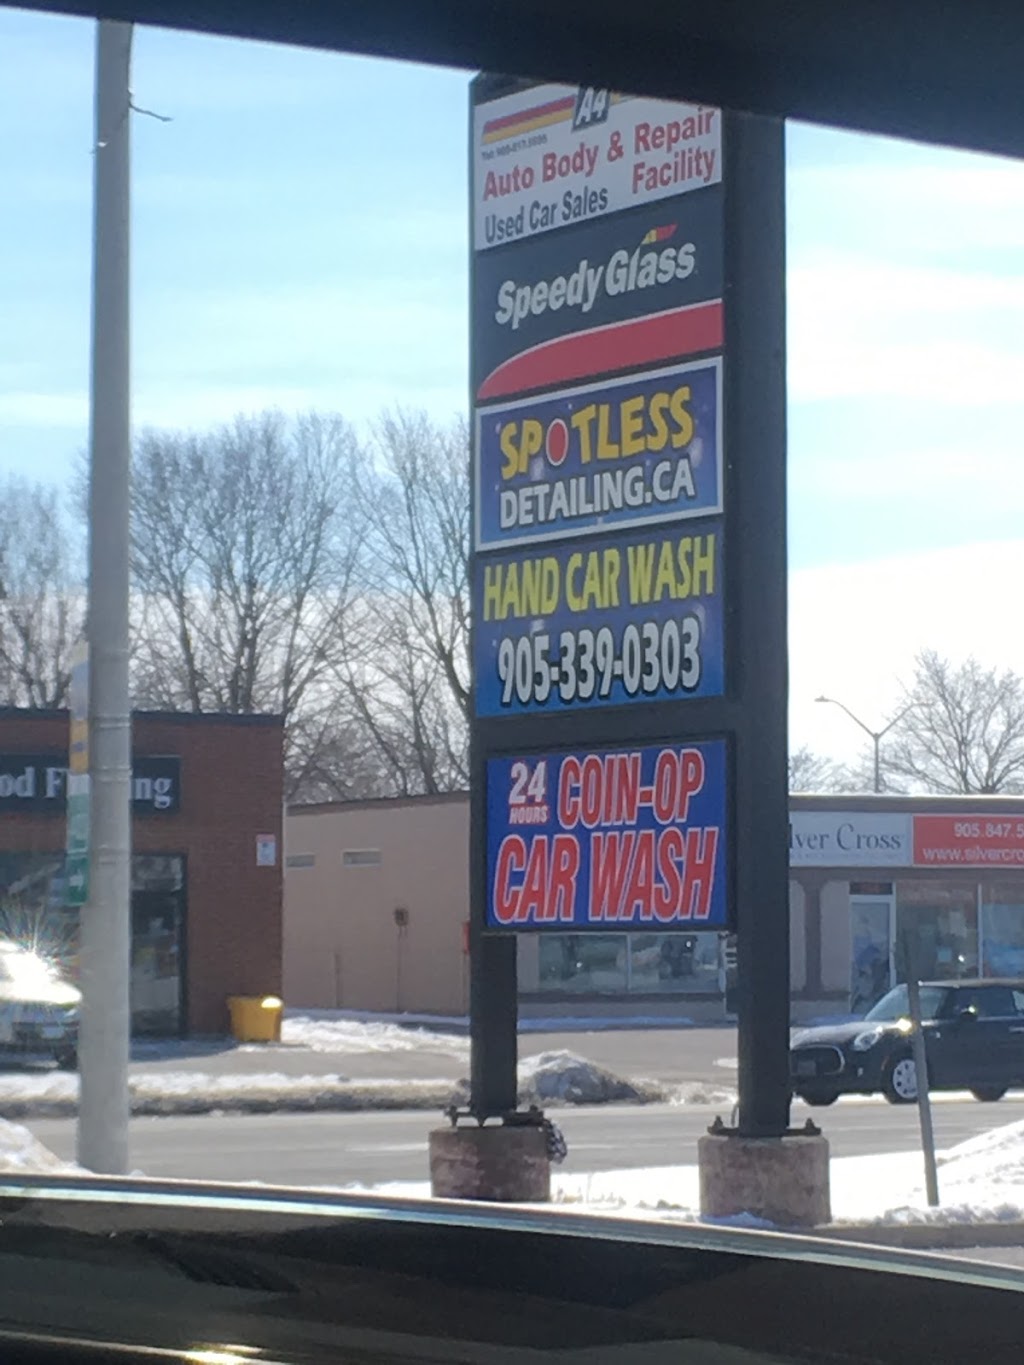 A4
Auto Body & Repair
Facility
Used Car Sales
Speedy Glass
SPOTLESS
DETAILING.CA
HAND CAR WASH
905-339-0303
24
HOURS
COIN-OP
CAR WASH
Cross
905.847.5
www.silvercro